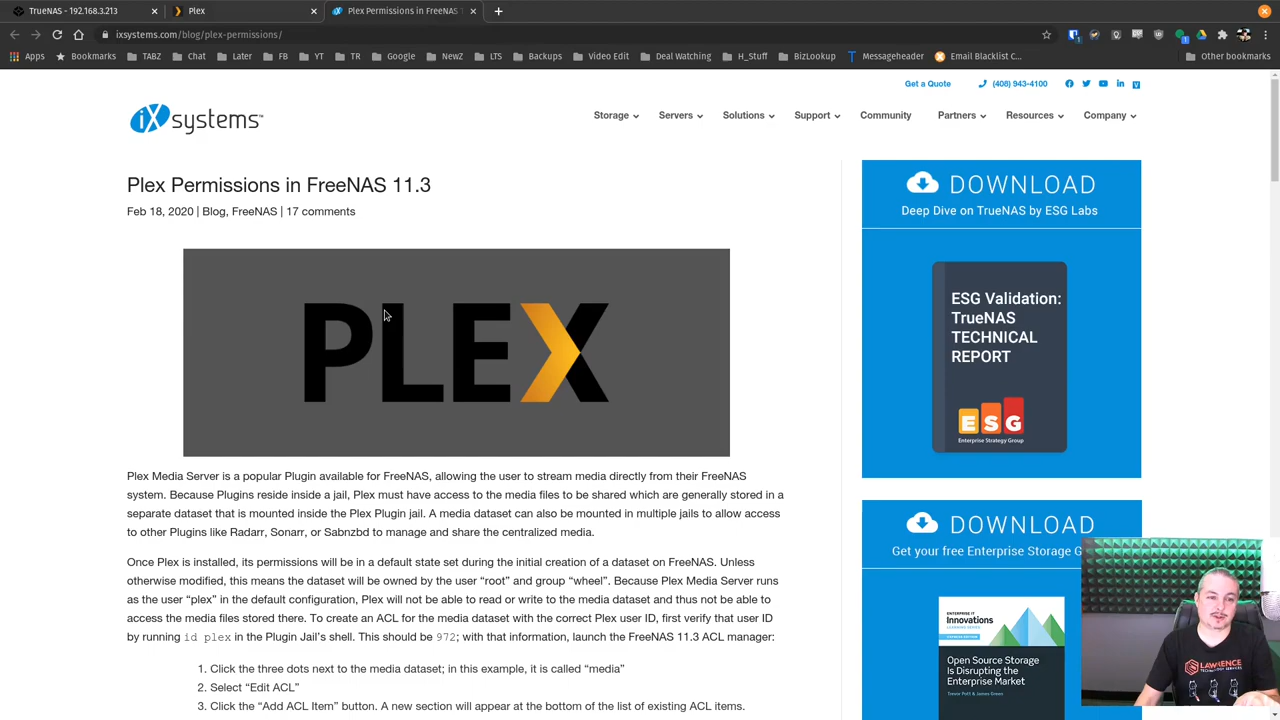 TrueNAS - 192.168.3.213
Plex
Plex Permissions in FreeNAS
ixsystems.com/blog/plex-permissions/
Apps
Bookmarks
TABZ
Chat
Later
FB
YT
TR
Google
NewZ
LTS
Backups
Video Edit
Deal Watching
H_Stuff
BizLookup
Messageheader
Email Blacklist C...
Other bookmarks
Get a Quote
(408) 943-4100
iXsystems™
Storage
Servers
Solutions
Support
Community
Partners
Resources
Company
Plex Permissions in FreeNAS 11.3
Feb 18, 2020 | Blog, FreeNAS | 17 comments
PLEX
Plex Media Server is a popular Plugin available for FreeNAS, allowing the user to stream media directly from their FreeNAS
system. Because Plugins reside inside a jail, Plex must have access to the media files to be shared which are generally stored in a
separate dataset that is mounted inside the Plex Plugin jail. A media dataset can also be mounted in multiple jails to allow access
to other Plugins like Radarr, Sonarr, or Sabnzbd to manage and share the centralized media.
Once Plex is installed, its permissions will be in a default state set during the initial creation of a dataset on FreeNAS. Unless
otherwise modified, this means the dataset will be owned by the user “root” and group “wheel”. Because Plex Media Server runs
as the user “plex” in the default configuration, Plex will not be able to read or write to the media dataset and thus not be able to
access the media files stored there. To create an ACL for the media dataset with the correct Plex user ID, first verify that user ID
by running id plex in the Plugin Jail’s shell. This should be 972; with that information, launch the FreeNAS 11.3 ACL manager:
1. Click the the dots next to the media dataset; in this example, it is called “media”
2. Select “Edit ACL”
3. Click the “Add ACL Item” button. A new section will appear at the bottom of the list of existing ACL items.
DOWNLOAD
Deep Dive on TrueNAS by ESG Labs
ESG Validation:
TrueNAS
TECHNICAL
REPORT
ESG
Enterprise Strategy Group
DOWNLOAD
Get your free Enterprise Storage G
ENTERPRISE IT
Innovations
Open Source Storage
Is Disrupting the
Enterprise Market
LAWRENCE